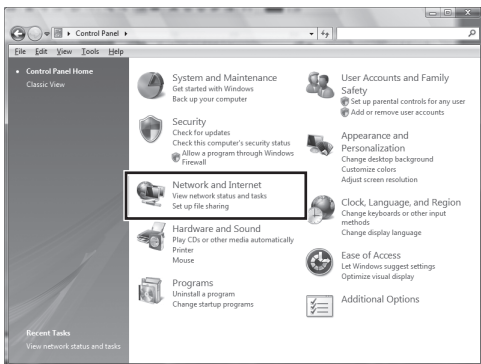 Control Panel
File Edit View Tools Help
Control Panel Home
Classic View
System and Maintenance
Get started with Windows
Back up your computer
Security
Check for updates
Check this computer's security status
Allow a program through Windows
Firewall
Network and Internet
View network status and tasks
Set up file sharing
Hardware and Sound
Play CDs or other media automatically
Printer
Mouse
Programs
Uninstall a program
Change startup programs
User Accounts and Family
Safety
Set up parental controls for any user
Add or remove user accounts
Appearance and
Personalization
Change desktop background
Customize colors
Adjust screen resolution
Clock, Language, and Region
Change keyboards or other input
methods
Change display language
Ease of Access
Let Windows suggest settings
Optimize visual display
Additional Options
Recent Tasks
View network status and tasks